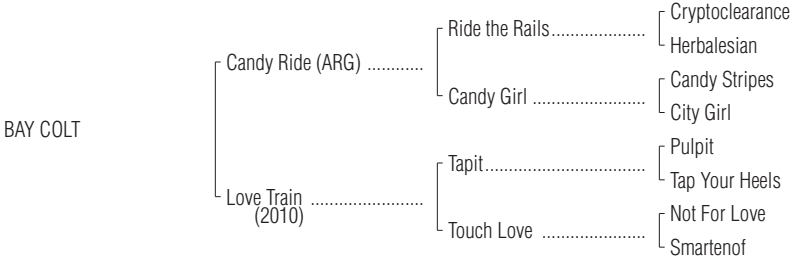 Cryptoclearance
Ride the Rails.....................
Herbalesian
Candy Ride (ARG) ............
Candy Stripes
Candy Girl .........................
City Girl
BAY COLT
Pulpit
Tapit...................................
Tap Your Heels
Love Train ........................
(2010)
Not For Love
Touch Love .......................
Smartenof